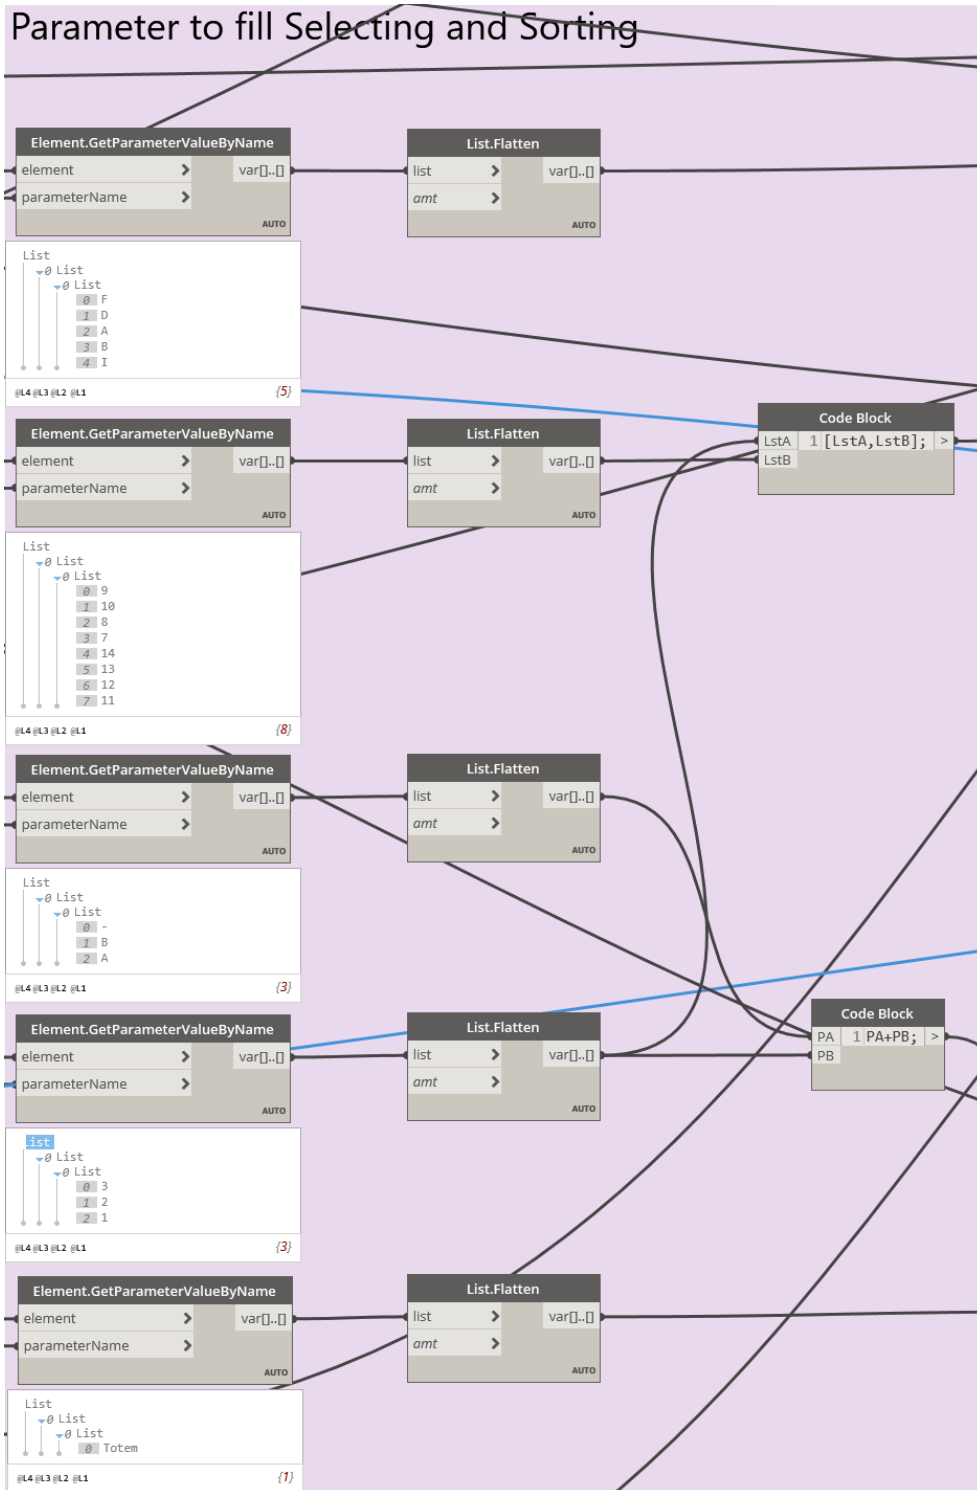 Parameter to fill Selecting and Sorting
Element.GetParameterValueByName
element > var[]..[]
parameterName >
AUTO
List.Flatten
list > var[]..[]
amt >
AUTO
List
0 List
0 List
0 F
1 D
2 A
3 B
4 I
@L4 @L3 @L2 @L1 {5}
Element.GetParameterValueByName
element > var[]..[]
parameterName >
AUTO
List.Flatten
list > var[]..[]
amt >
AUTO
Code Block
LstA 1 [LstA,LstB]; >
LstB
List
0 List
0 List
0 9
1 10
2 8
3 7
4 14
5 13
6 12
7 11
@L4 @L3 @L2 @L1 {8}
Element.GetParameterValueByName
element > var[]..[]
parameterName >
AUTO
List.Flatten
list > var[]..[]
amt >
AUTO
List
0 List
0 List
0 -
1 B
2 A
@L4 @L3 @L2 @L1 {3}
Element.GetParameterValueByName
element > var[]..[]
parameterName >
AUTO
List.Flatten
list > var[]..[]
amt >
AUTO
Code Block
PA 1 PA+PB; >
PB
List
0 List
0 List
0 3
1 2
2 1
@L4 @L3 @L2 @L1 {3}
Element.GetParameterValueByName
element > var[]..[]
parameterName >
AUTO
List.Flatten
list > var[]..[]
amt >
AUTO
List
0 List
0 List
0 Totem
@L4 @L3 @L2 @L1 {1}